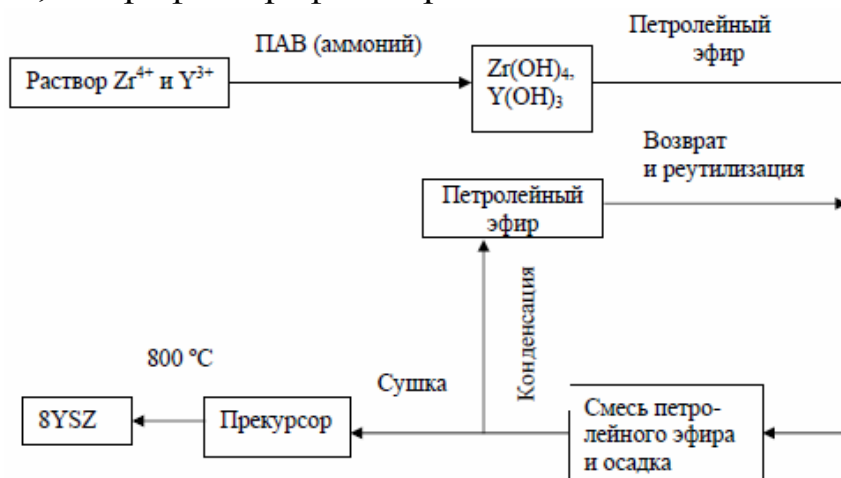 ПАВ (аммоний)
Петролейный
эфир
Раствор Zr⁴⁺ и Y³⁺
Zr(OH)₄,
Y(OH)₃
Возврат
и реутилизация
Петролейный
эфир
Конденсация
800 °C
Сушка
8YSZ
Прекурсор
Смесь петро-
лейного эфира
и осадка